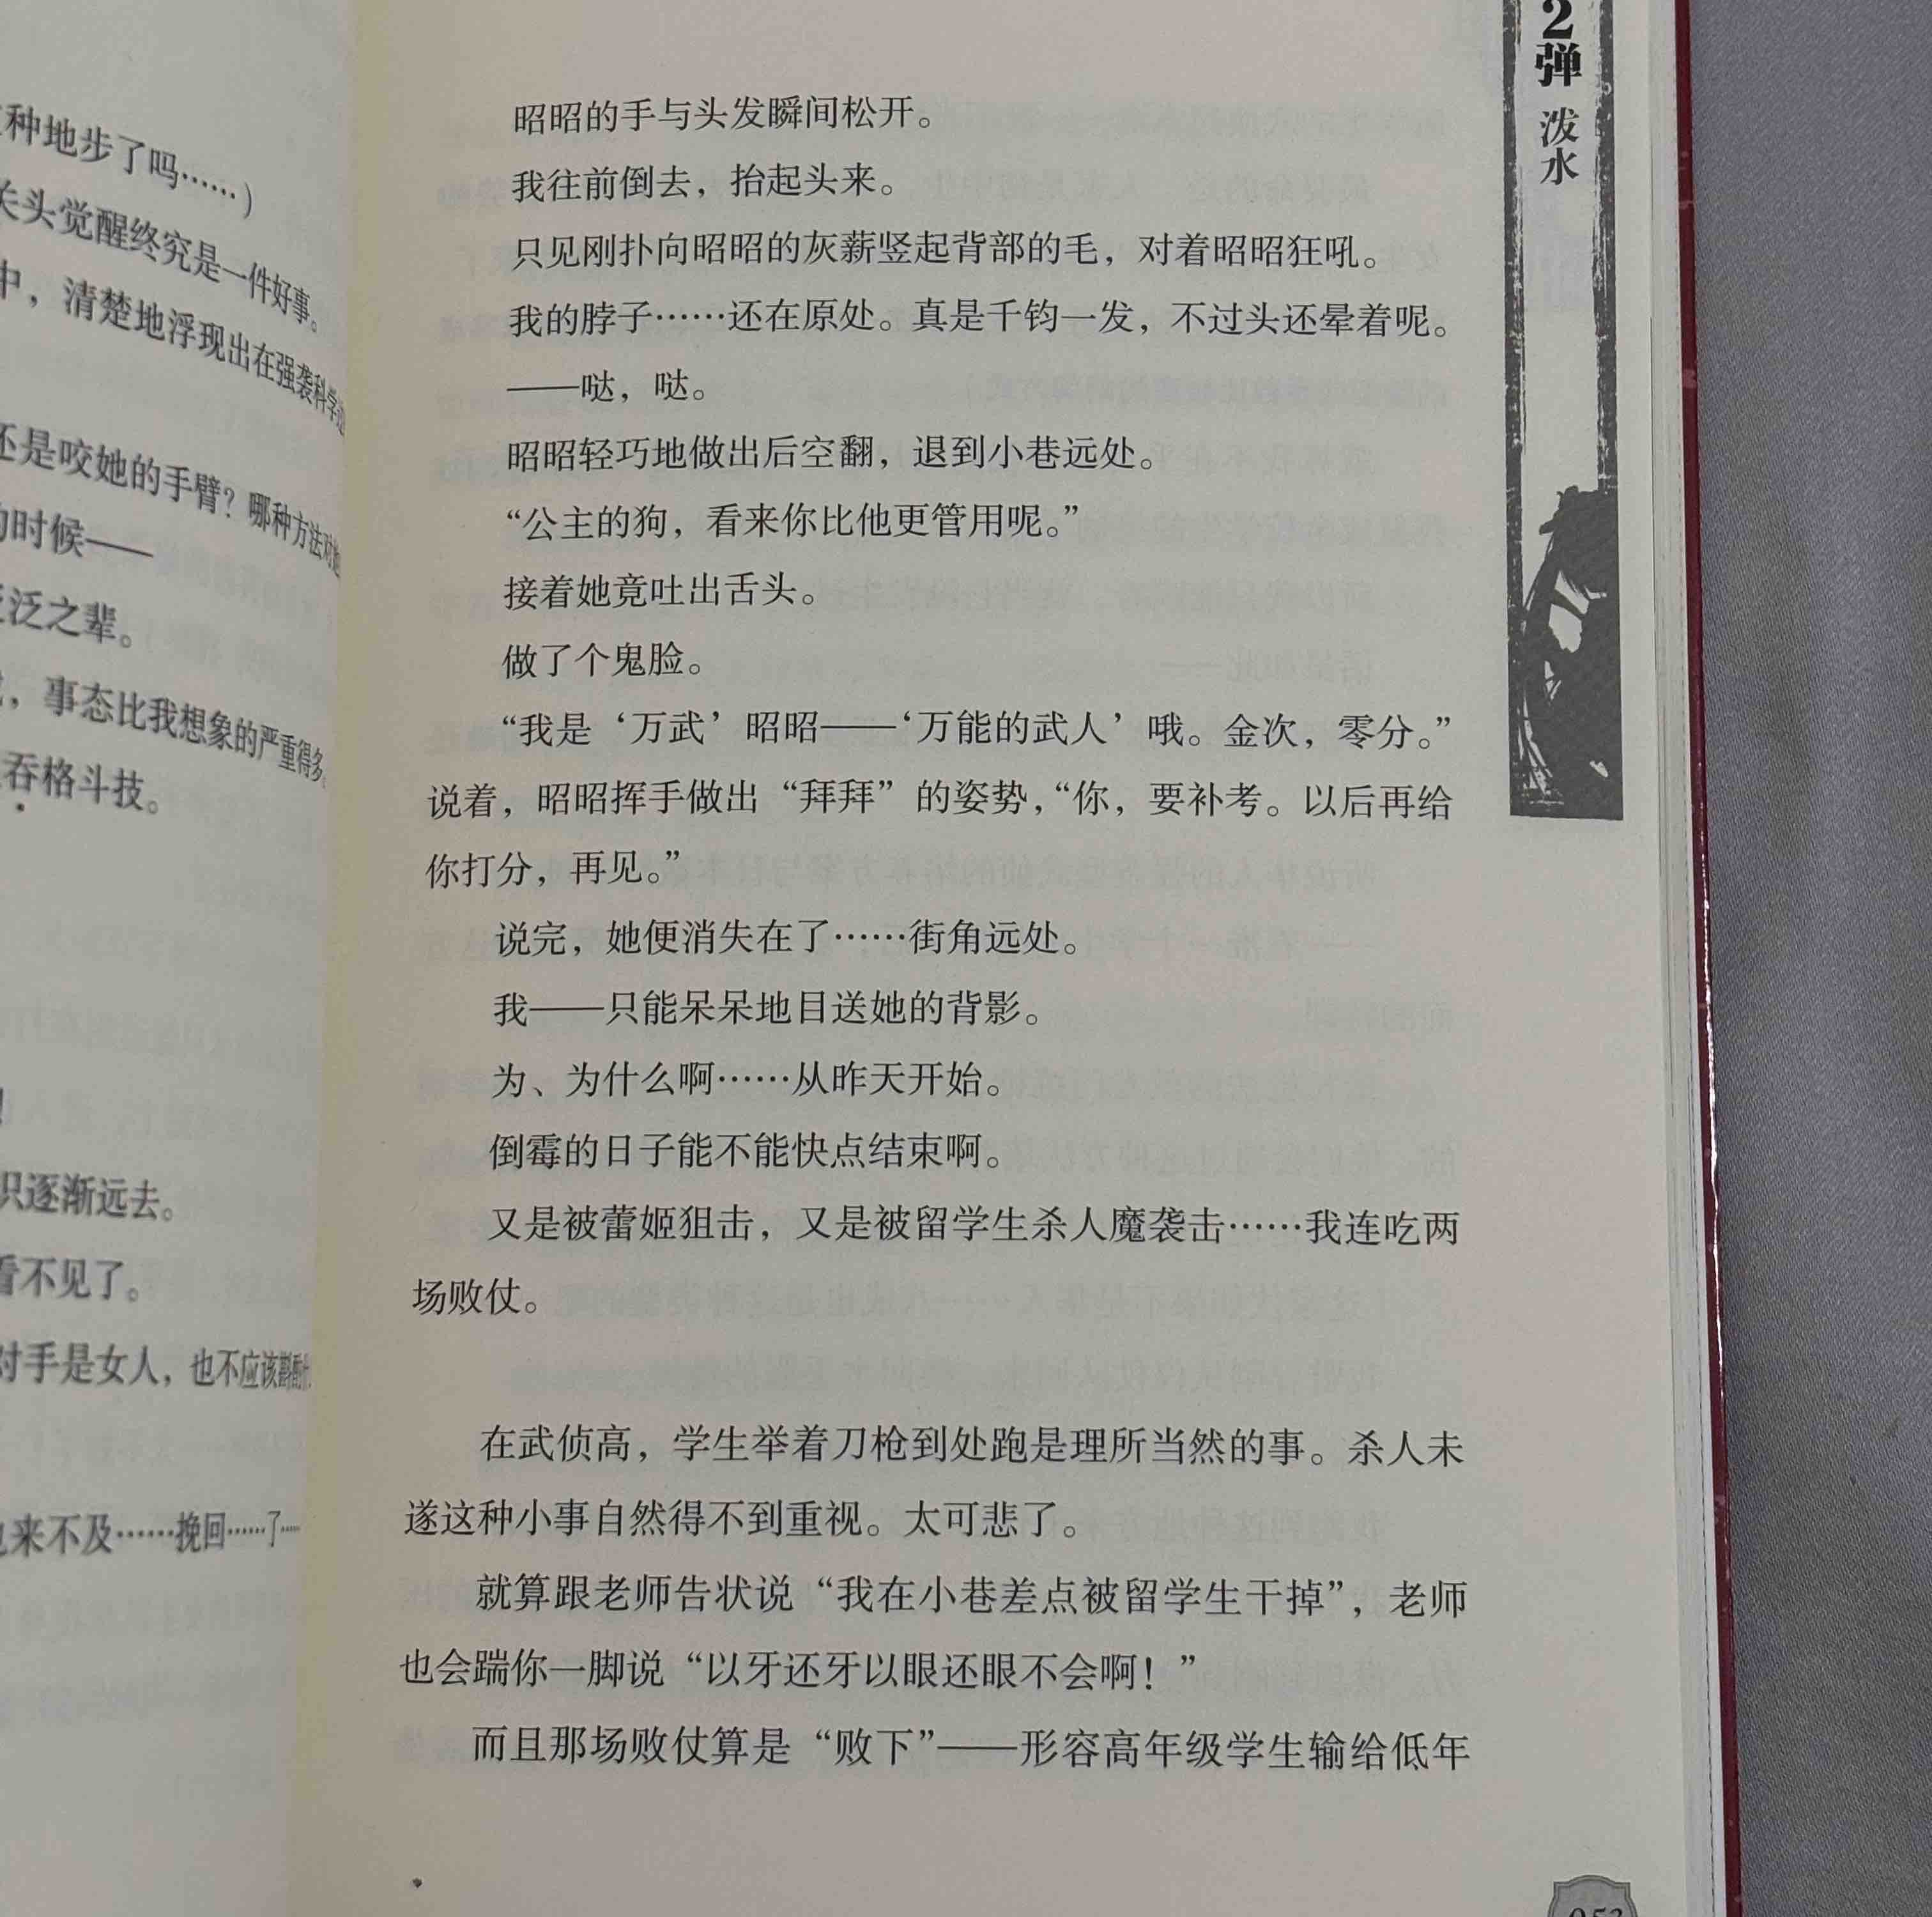 种地步了吗……）
关头觉醒终究是一件好事。
中，清楚地浮现出在强袭科学过
还是咬她的手臂？哪种方法对她
的时候——
泛泛之辈。
，事态比我想象的严重得多。
吞格斗技。
！
识逐渐远去。
看不见了。
对手是女人，也不应该
也来不及……挽回……了……
2弹 泼水
昭昭的手与头发瞬间松开。
我往前倒去，抬起头来。
只见刚扑向昭昭的灰薪竖起背部的毛，对着昭昭狂吼。
我的脖子……还在原处。真是千钧一发，不过头还晕着呢。
——哒，哒。
昭昭轻巧地做出后空翻，退到小巷远处。
“公主的狗，看来你比他更管用呢。”
接着她竟吐出舌头。
做了个鬼脸。
“我是‘万武’昭昭——‘万能的武人’哦。金次，零分。”
说着，昭昭挥手做出“拜拜”的姿势，“你，要补考。以后再给
你打分，再见。”
说完，她便消失在了……街角远处。
我——只能呆呆地目送她的背影。
为、为什么啊……从昨天开始。
倒霉的日子能不能快点结束啊。
又是被蕾姬狙击，又是被留学生杀人魔袭击……我连吃两
场败仗。
在武侦高，学生举着刀枪到处跑是理所当然的事。杀人未
遂这种小事自然得不到重视。太可悲了。
就算跟老师告状说“我在小巷差点被留学生干掉”，老师
也会踹你一脚说“以牙还牙以眼还眼不会啊！”
而且那场败仗算是“败下”——形容高年级学生输给低年